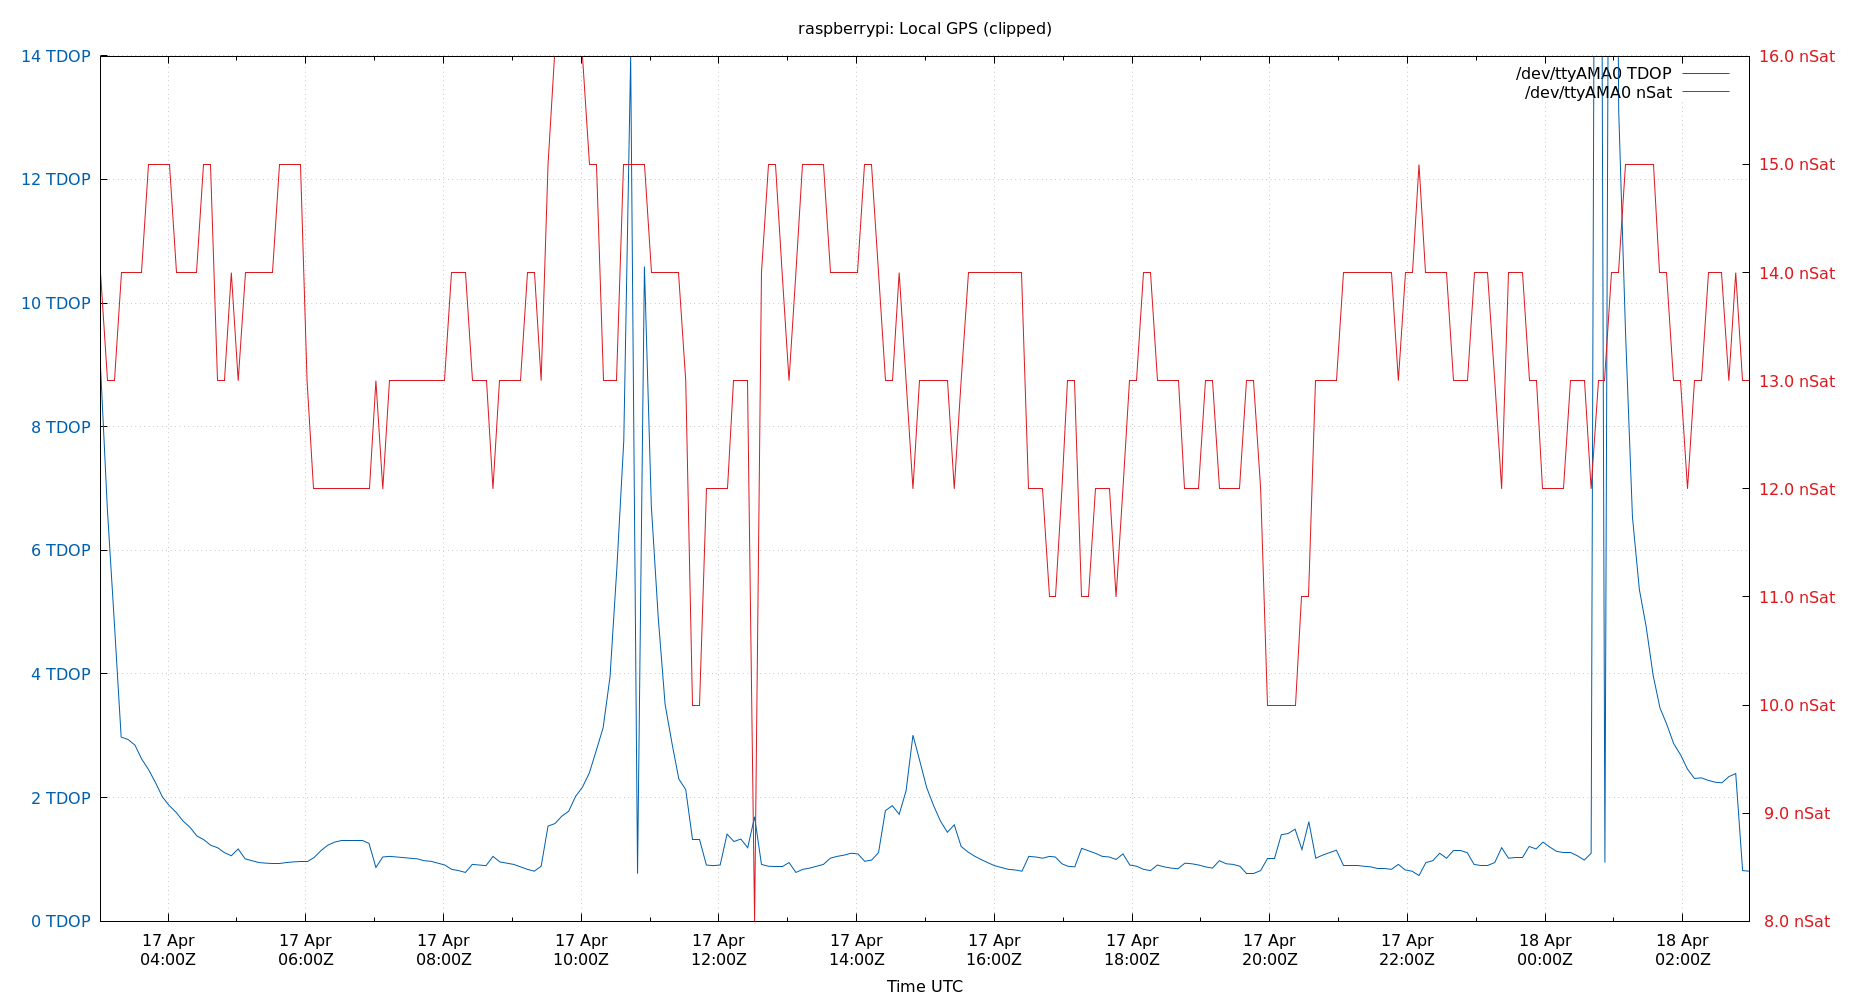 raspberrypi: Local GPS (clipped)
14 TDOP
12 TDOP
10 TDOP
8 TDOP
6 TDOP
4 TDOP
2 TDOP
0 TDOP
16.0 nSat
15.0 nSat
14.0 nSat
13.0 nSat
12.0 nSat
11.0 nSat
10.0 nSat
9.0 nSat
8.0 nSat
/dev/ttyAMA0 TDOP
/dev/ttyAMA0 nSat
17 Apr
04:00Z
17 Apr
06:00Z
17 Apr
08:00Z
17 Apr
10:00Z
17 Apr
12:00Z
17 Apr
14:00Z
17 Apr
16:00Z
17 Apr
18:00Z
17 Apr
20:00Z
17 Apr
22:00Z
18 Apr
00:00Z
18 Apr
02:00Z
Time UTC